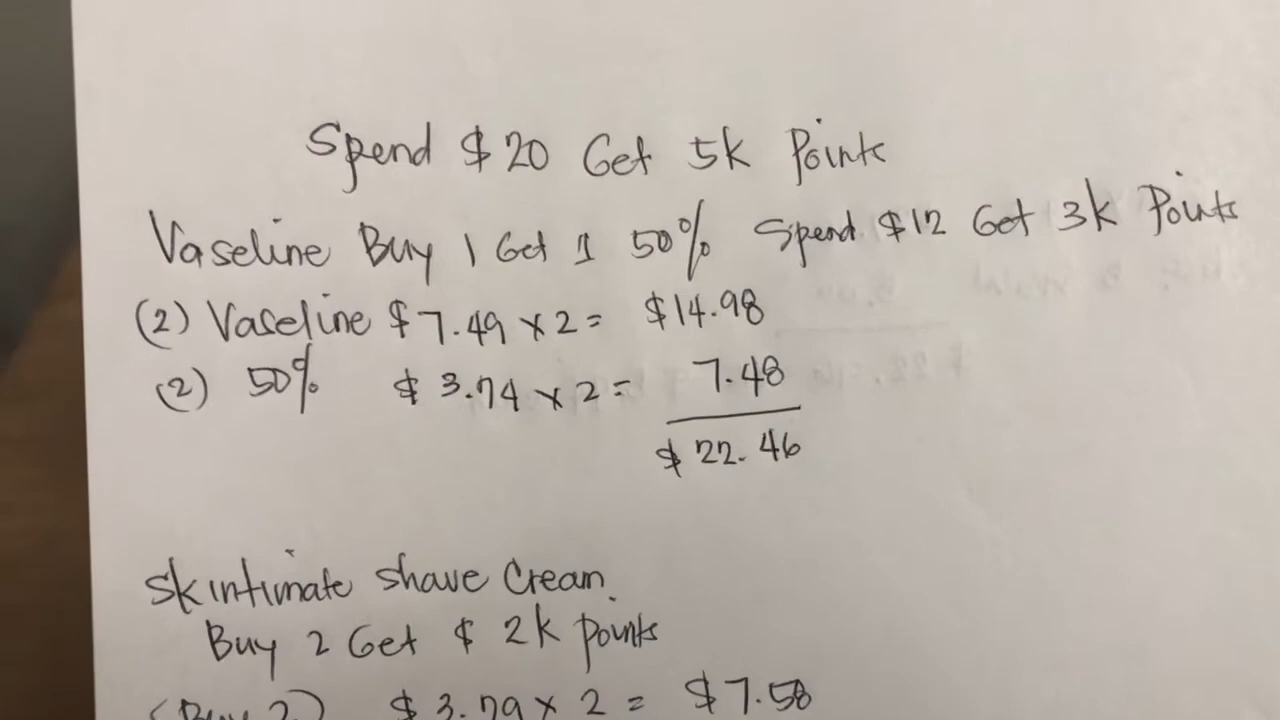 Spend $20 Get 5k Points
Vaseline Buy 1 Get 1 50% Spend $12 Get 3k Points
(2) Vaseline $7.49 x 2 = $14.98
(2) 50% $3.74 x 2 = 7.48
$22.46
Skintimate Shave Cream.
Buy 2 Get $ 2k points
(Buy 2) $3.79 x 2 = $7.58